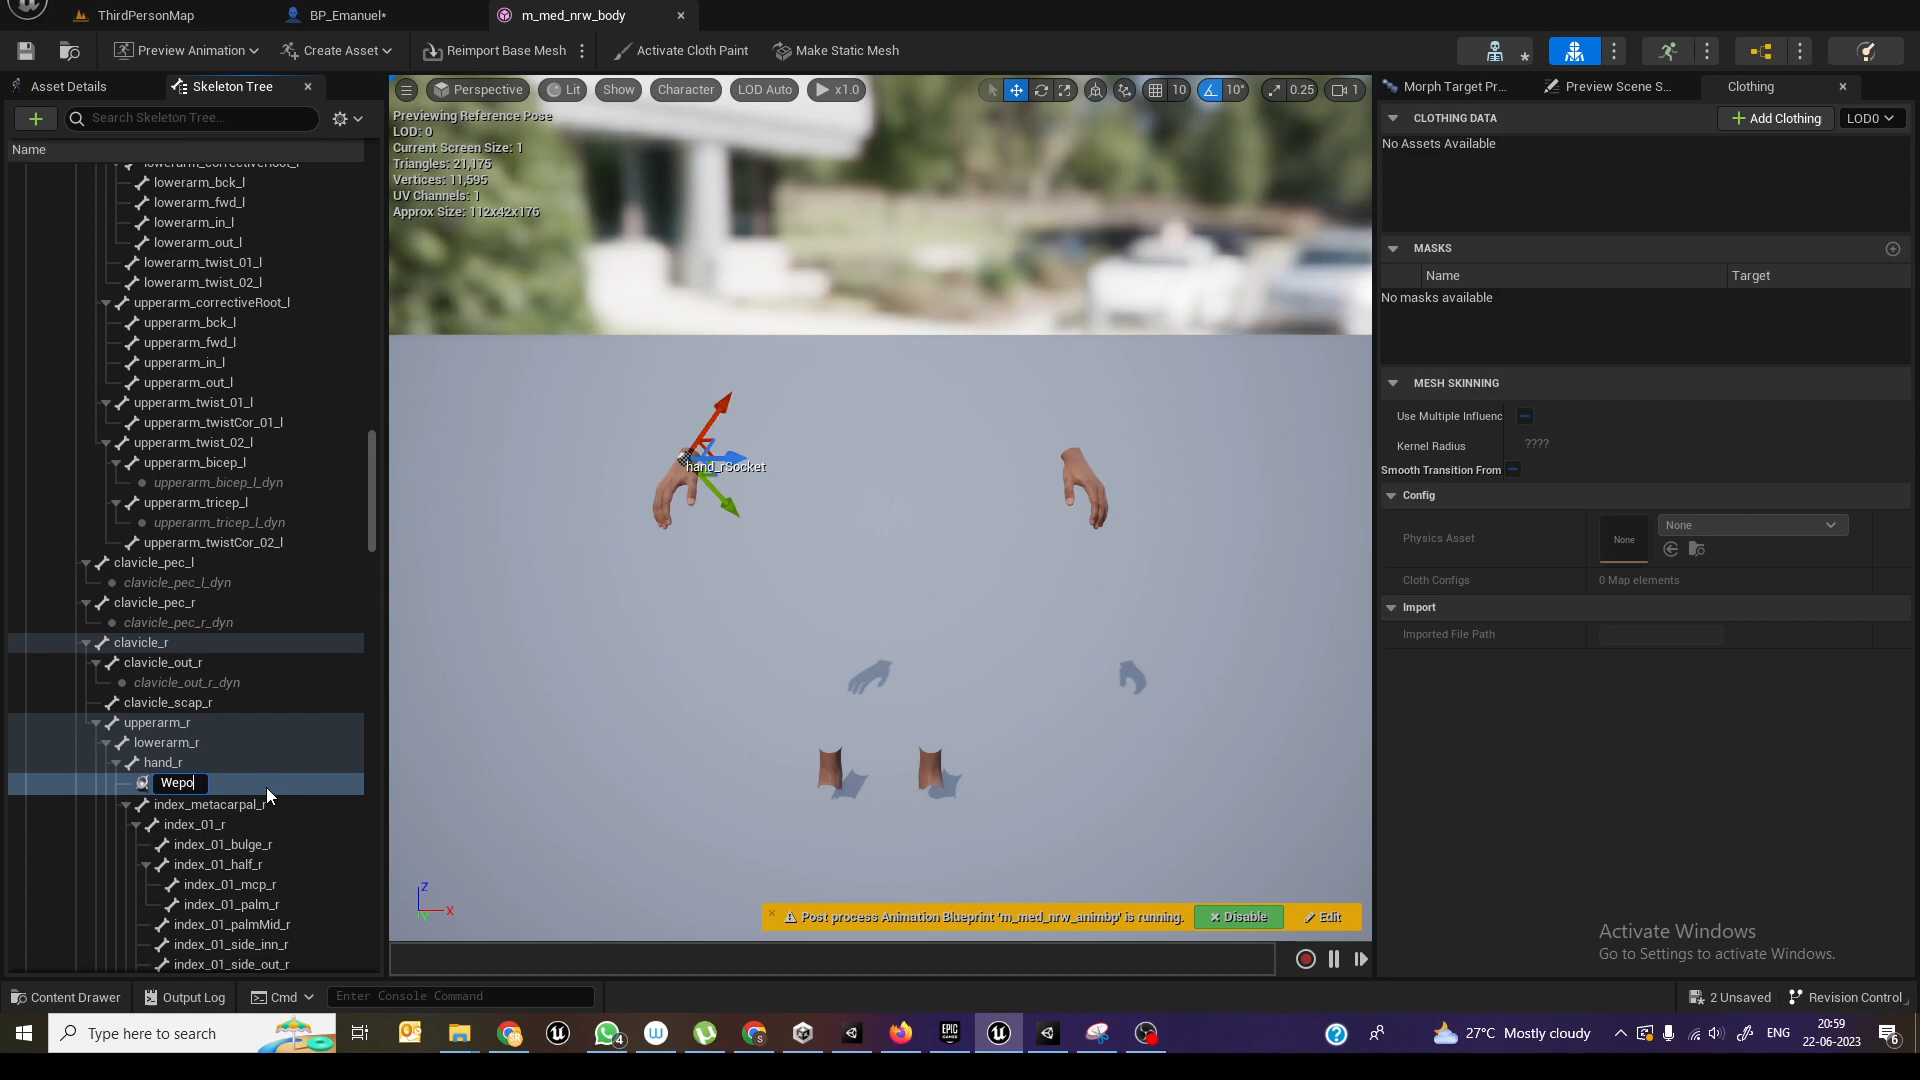 ThirdPersonMap
BP_Emanuel*
m_med_nrw_body
Preview Animation
Create Asset
Reimport Base Mesh
Activate Cloth Paint
Make Static Mesh
Asset Details
Skeleton Tree
Search Skeleton Tree...
Name
lowerarm_correctiveRoot_l
lowerarm_bck_l
lowerarm_fwd_l
lowerarm_in_l
lowerarm_out_l
lowerarm_twist_01_l
lowerarm_twist_02_l
upperarm_correctiveRoot_l
upperarm_bck_l
upperarm_fwd_l
upperarm_in_l
upperarm_out_l
upperarm_twist_01_l
upperarm_twistCor_01_l
upperarm_twist_02_l
upperarm_bicep_l
upperarm_bicep_l_dyn
upperarm_tricep_l
upperarm_tricep_l_dyn
upperarm_twistCor_02_l
clavicle_pec_l
clavicle_pec_l_dyn
clavicle_pec_r
clavicle_pec_r_dyn
clavicle_r
clavicle_out_r
clavicle_out_r_dyn
clavicle_scap_r
upperarm_r
lowerarm_r
hand_r
Wepo
index_metacarpal_r
index_01_r
index_01_bulge_r
index_01_half_r
index_01_mcp_r
index_01_palm_r
index_01_palmMid_r
index_01_side_inn_r
index_01_side_out_r
Perspective
Lit
Show
Character
LOD Auto
x1.0
10
10°
0.25
1
Previewing Reference Pose
LOD: 0
Current Screen Size: 1
Triangles: 21,175
Vertices: 11,595
UV Channels: 1
Approx Size: 112x42x176
hand_rSocket
Z
X
Y
Post process Animation Blueprint 'm_med_nrw_animbp' is running.
Disable
Edit
Morph Target Pr...
Preview Scene S...
Clothing
CLOTHING DATA
Add Clothing
LOD0
No Assets Available
MASKS
Name
Target
No masks available
MESH SKINNING
Use Multiple Influenc
Kernel Radius
????
Smooth Transition From
Config
Physics Asset
None
None
Cloth Configs
0 Map elements
Import
Imported File Path
Activate Windows
Go to Settings to activate Windows.
Content Drawer
Output Log
Cmd
Enter Console Command
2 Unsaved
Revision Control
Type here to search
4
27°C Mostly cloudy
ENG
20:59
22-06-2023
6